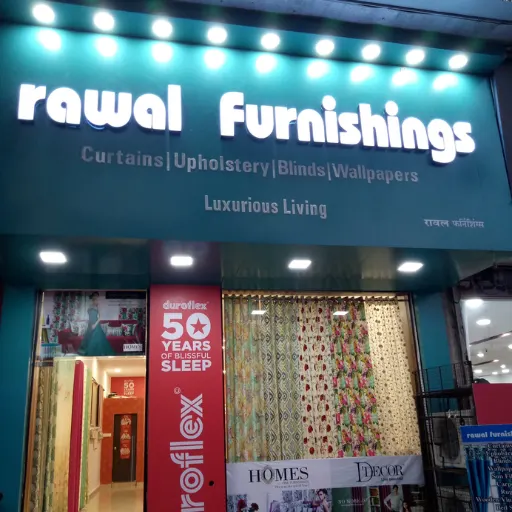 rawal Furnishings
Curtains|Upholstery|Blinds|Wallpapers
Luxurious Living
रावल फर्निशिंग्स
duroflex
50
YEARS
OF BLISSFUL
SLEEP
duroflex
HOMES
D'DECOR
rawal furnish